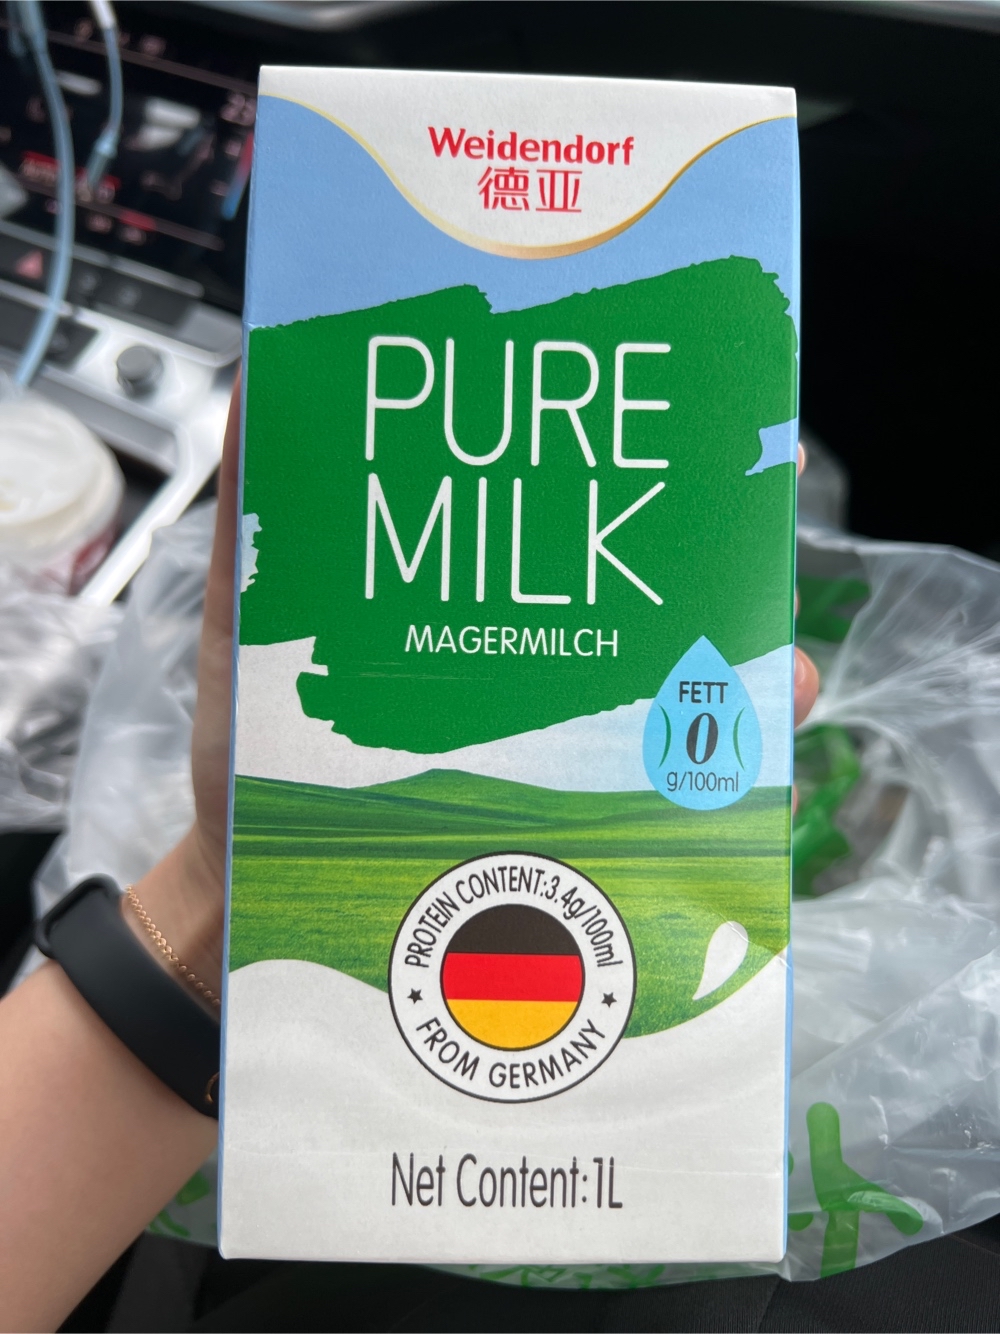 Weidendorf
德亚
PURE
MILK
MAGERMILCH
FETT
0
g/100ml
PROTEIN CONTENT:3.4g/100ml
FROM GERMANY
Net Content:1L